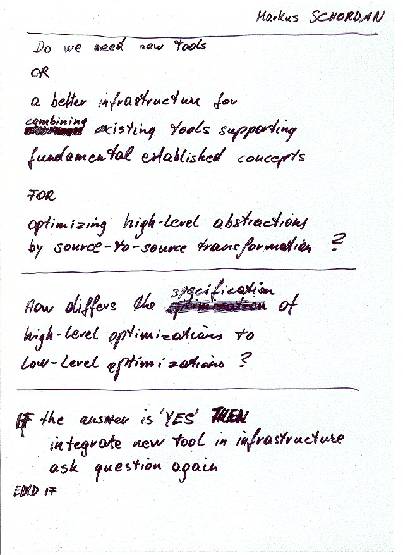 Markus SCHORDAN
Do we need new tools
OR
a better infrastructure for
combining existing tools supporting
fundamental established concepts
FOR
optimizing high-level abstractions
by source-to-source transformation ?
How differs the specification of
high-level optimizations to
low-level optimizations ?
IF the answer is 'YES' THEN
integrate new tool in infrastructure
ask question again
END IF